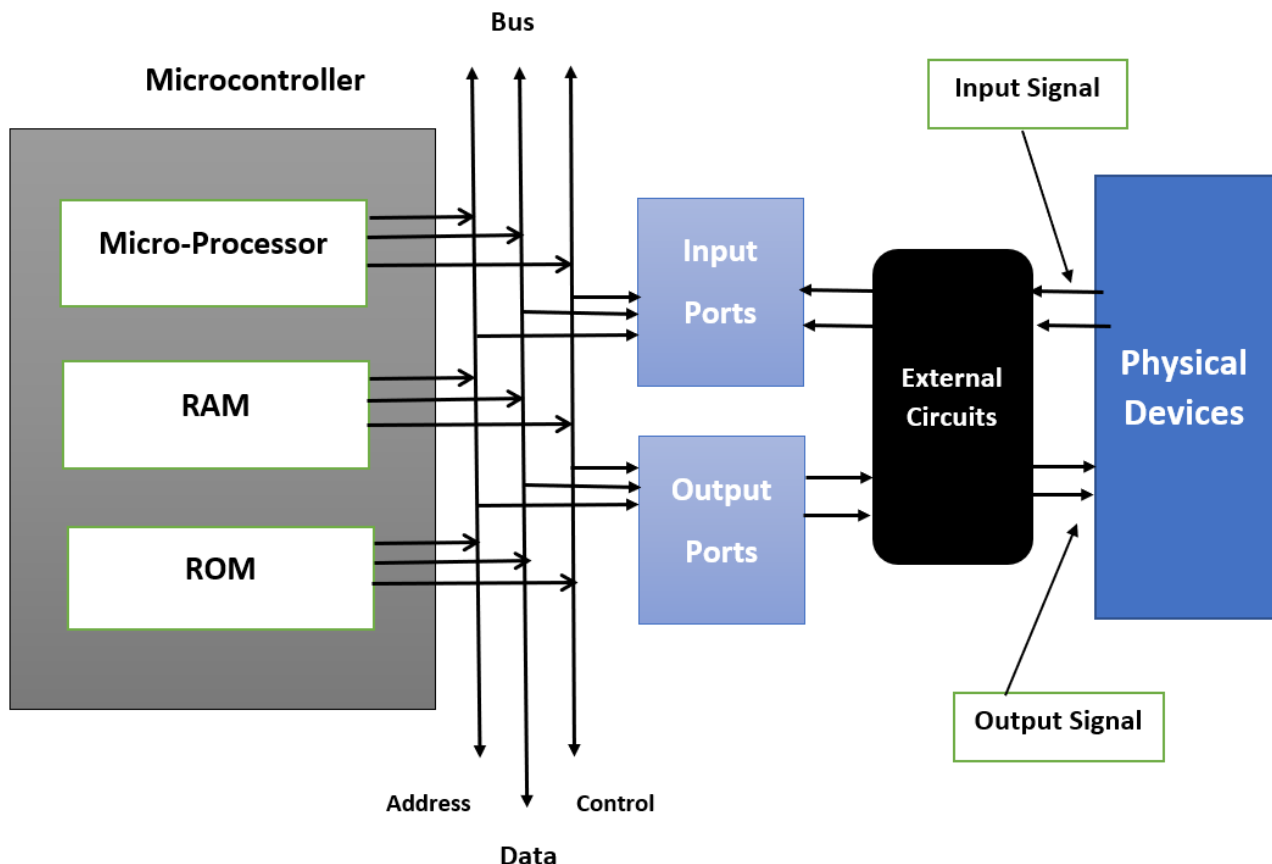 Bus
Microcontroller
Input Signal
Micro-Processor
Input
Ports
RAM
External
Circuits
Physical
Devices
Output
Ports
ROM
Output Signal
Address
Control
Data